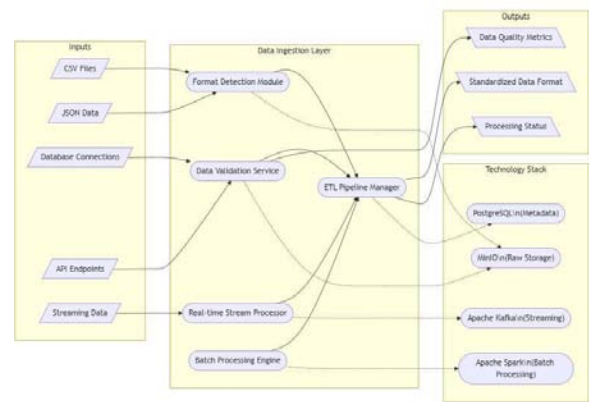 Inputs
CSV Files
JSON Data
Database Connections
API Endpoints
Streaming Data
Data Ingestion Layer
Format Detection Module
Data Validation Service
ETL Pipeline Manager
Real-time Stream Processor
Batch Processing Engine
Outputs
Data Quality Metrics
Standardized Data Format
Processing Status
Technology Stack
PostgreSQL\n(Metadata)
MinIO\n(Raw Storage)
Apache Kafka\n(Streaming)
Apache Spark\n(Batch
Processing)